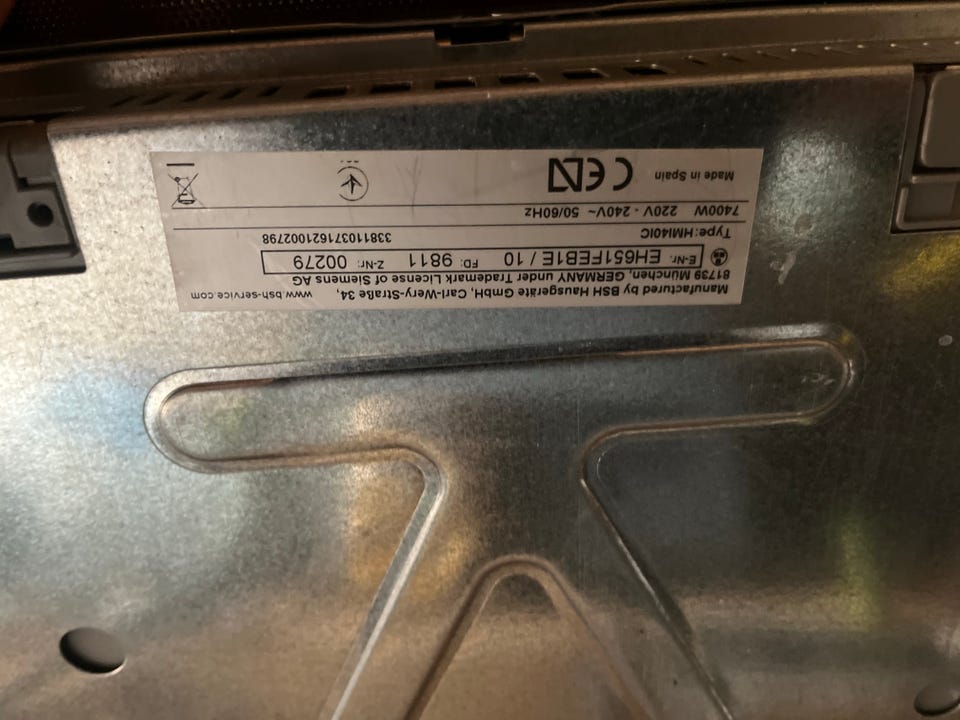 Manufactured by BSH Hausgeräte GmbH, Carl-Wery-Straße 34,
81739 München, GERMANY under Trademark License of Siemens AG
www.bsh-service.com
E-Nr. EH651FEB1E / 10 FD: 9811 Z-Nr: 00279
Type: HMI40IC
338110371621002798
7400W 220V - 240V~ 50/60Hz
Made in Spain
CE N